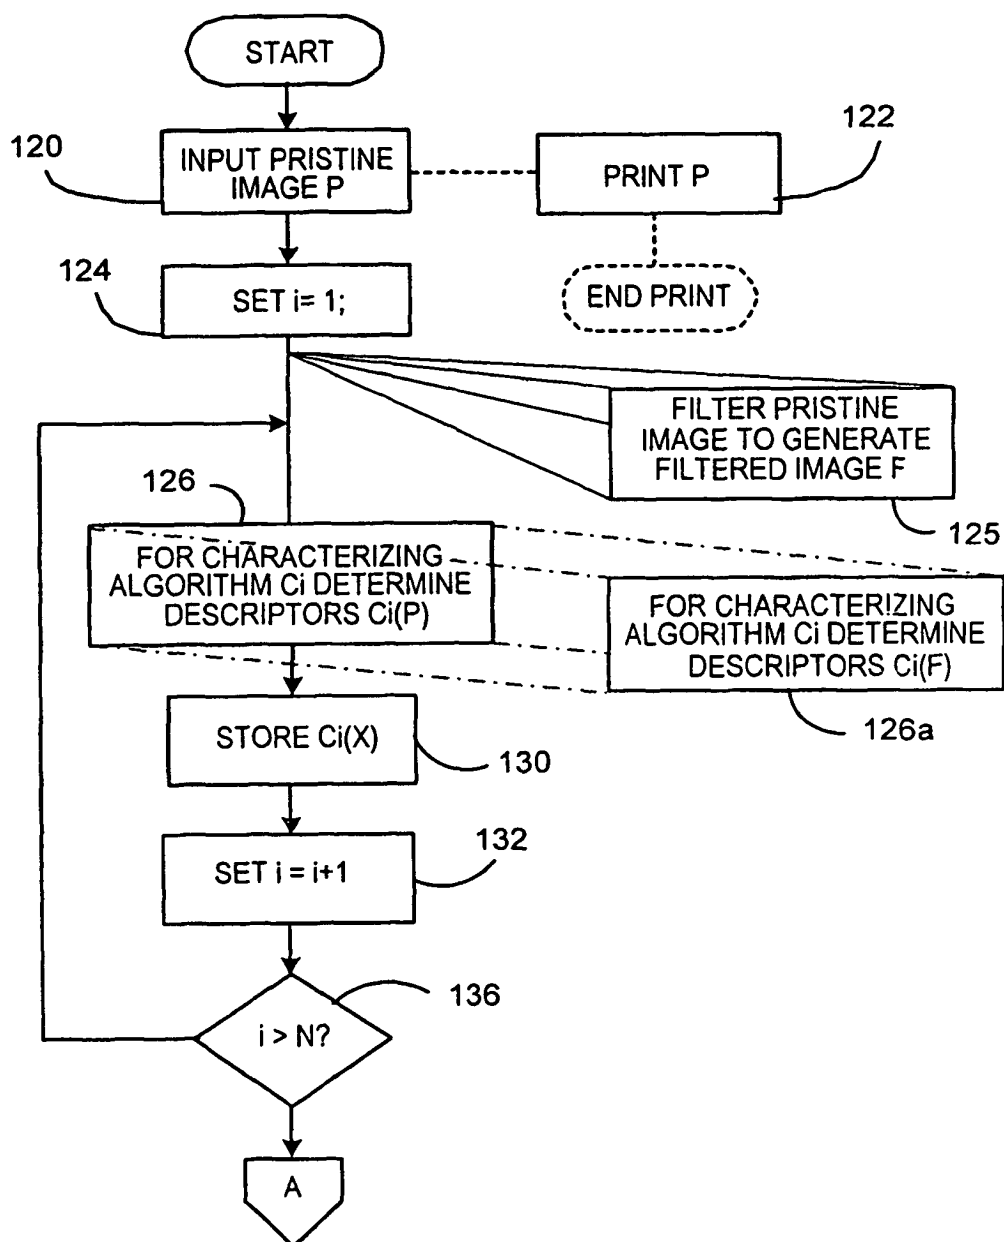 START
120
INPUT PRISTINE
IMAGE P
PRINT P
122
124
SET i= 1;
END PRINT
FILTER PRISTINE
IMAGE TO GENERATE
FILTERED IMAGE F
125
126
FOR CHARACTERIZING
ALGORITHM Ci DETERMINE
DESCRIPTORS Ci(P)
FOR CHARACTERIZING
ALGORITHM Ci DETERMINE
DESCRIPTORS Ci(F)
126a
STORE Ci(X)
130
SET i = i+1
132
136
i > N?
A